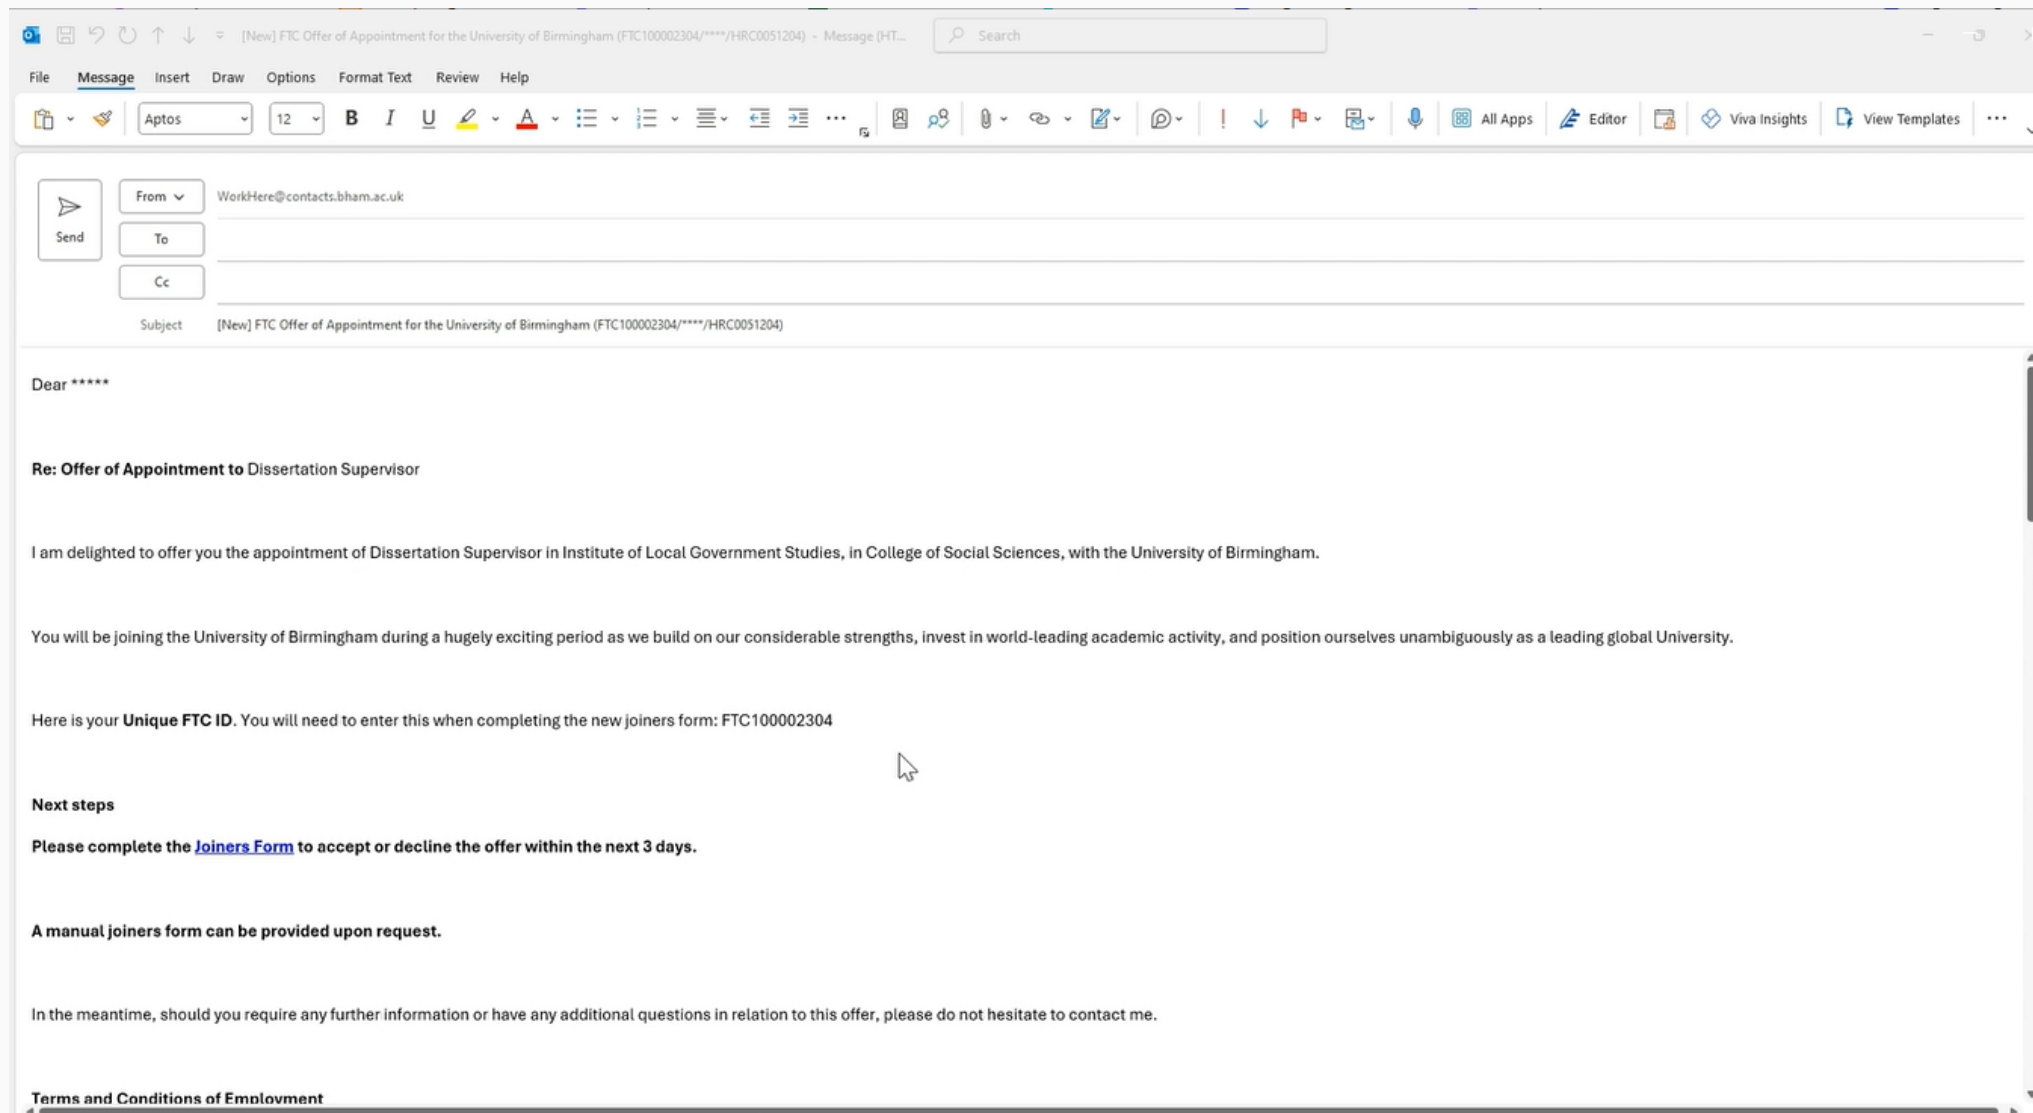 [New] FTC Offer of Appointment for the University of Birmingham (FTC100002304/****/HRC0051204) - Message (HT...
Search
File Message Insert Draw Options Format Text Review Help
Aptos 12 B I U A All Apps Editor Viva Insights View Templates
Send
From WorkHere@contacts.bham.ac.uk
To
Cc
Subject [New] FTC Offer of Appointment for the University of Birmingham (FTC100002304/****/HRC0051204)
Dear *****
Re: Offer of Appointment to Dissertation Supervisor
I am delighted to offer you the appointment of Dissertation Supervisor in Institute of Local Government Studies, in College of Social Sciences, with the University of Birmingham.
You will be joining the University of Birmingham during a hugely exciting period as we build on our considerable strengths, invest in world-leading academic activity, and position ourselves unambiguously as a leading global University.
Here is your Unique FTC ID. You will need to enter this when completing the new joiners form: FTC100002304
Next steps
Please complete the Joiners Form to accept or decline the offer within the next 3 days.
A manual joiners form can be provided upon request.
In the meantime, should you require any further information or have any additional questions in relation to this offer, please do not hesitate to contact me.
Terms and Conditions of Employment